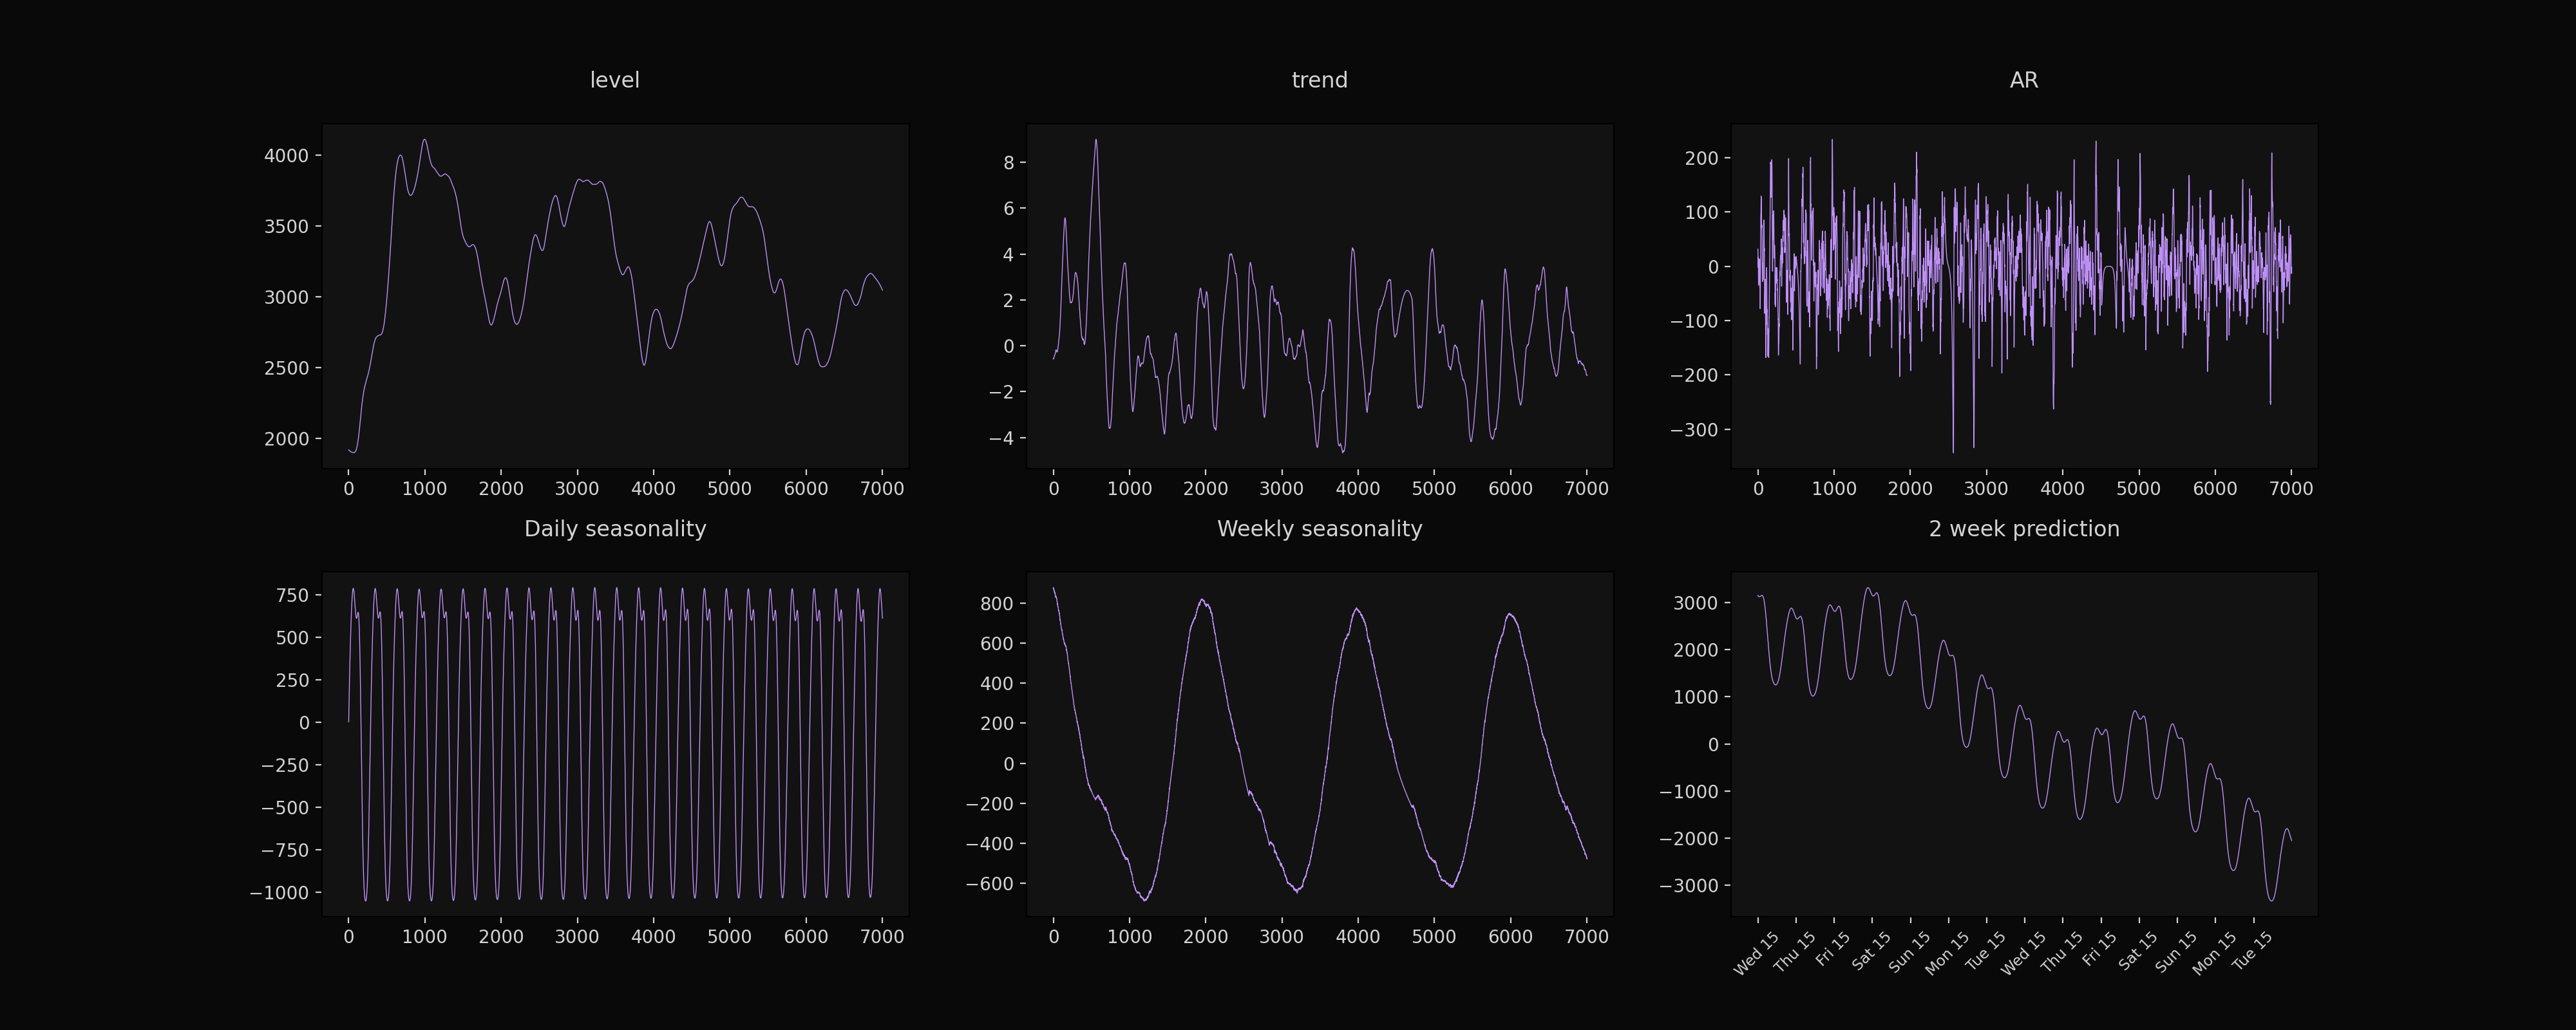 level
trend
AR
4000
3500
3000
2500
2000
0 1000 2000 3000 4000 5000 6000 7000
8
6
4
2
0
−2
−4
0 1000 2000 3000 4000 5000 6000 7000
200
100
0
−100
−200
−300
0 1000 2000 3000 4000 5000 6000 7000
Daily seasonality
Weekly seasonality
2 week prediction
750
500
250
0
−250
−500
−750
−1000
0 1000 2000 3000 4000 5000 6000 7000
800
600
400
200
0
−200
−400
−600
0 1000 2000 3000 4000 5000 6000 7000
3000
2000
1000
0
−1000
−2000
−3000
Wed 15
Thu 15
Fri 15
Sat 15
Sun 15
Mon 15
Tue 15
Wed 15
Thu 15
Fri 15
Sat 15
Sun 15
Mon 15
Tue 15